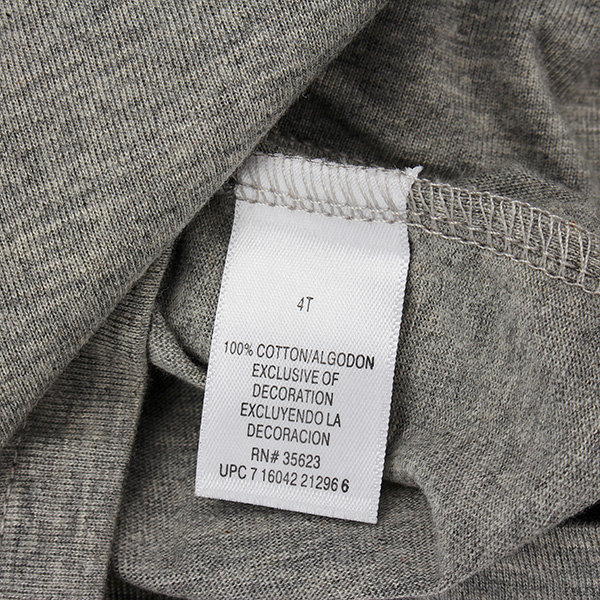 4T
100% COTTON/ALGODON
EXCLUSIVE OF
DECORATION
EXCLUYENDO LA
DECORACION
RN# 35623
UPC 7 16042 21296 6